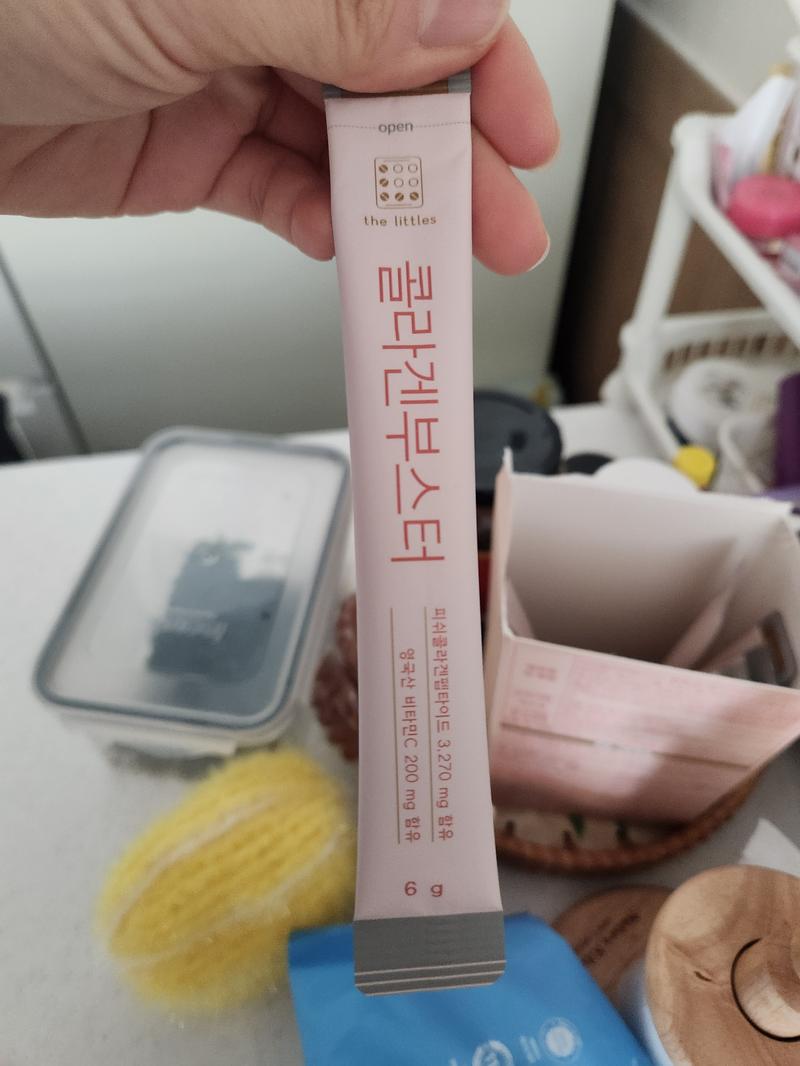 open
the littles
콜라겐부스터
피쉬콜라겐펩타이드 3,270 mg 함유
영국산 비타민C 200 mg 함유
6 g